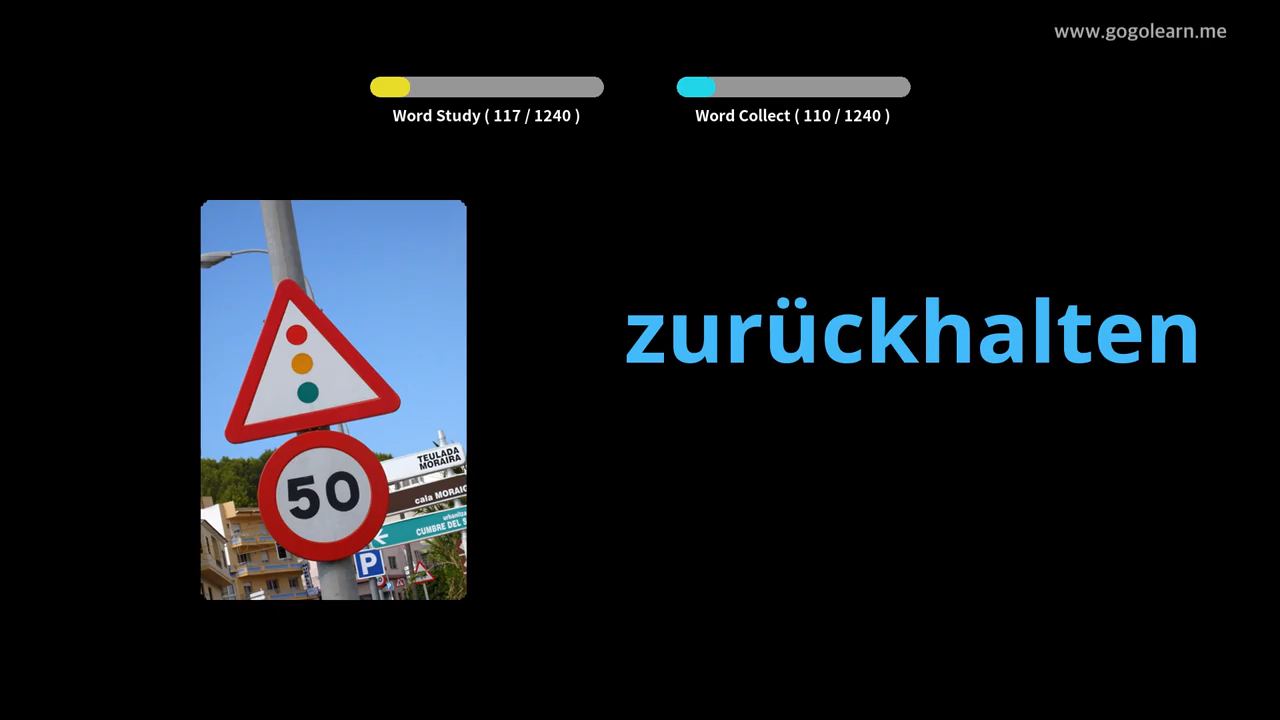 www.gogolearn.me
Word Study ( 117 / 1240 )
Word Collect ( 110 / 1240 )
zurückhalten
50
TEULADA
MORAIRA
cala MORAIG
urbanitza
CUMBRE DEL S
P